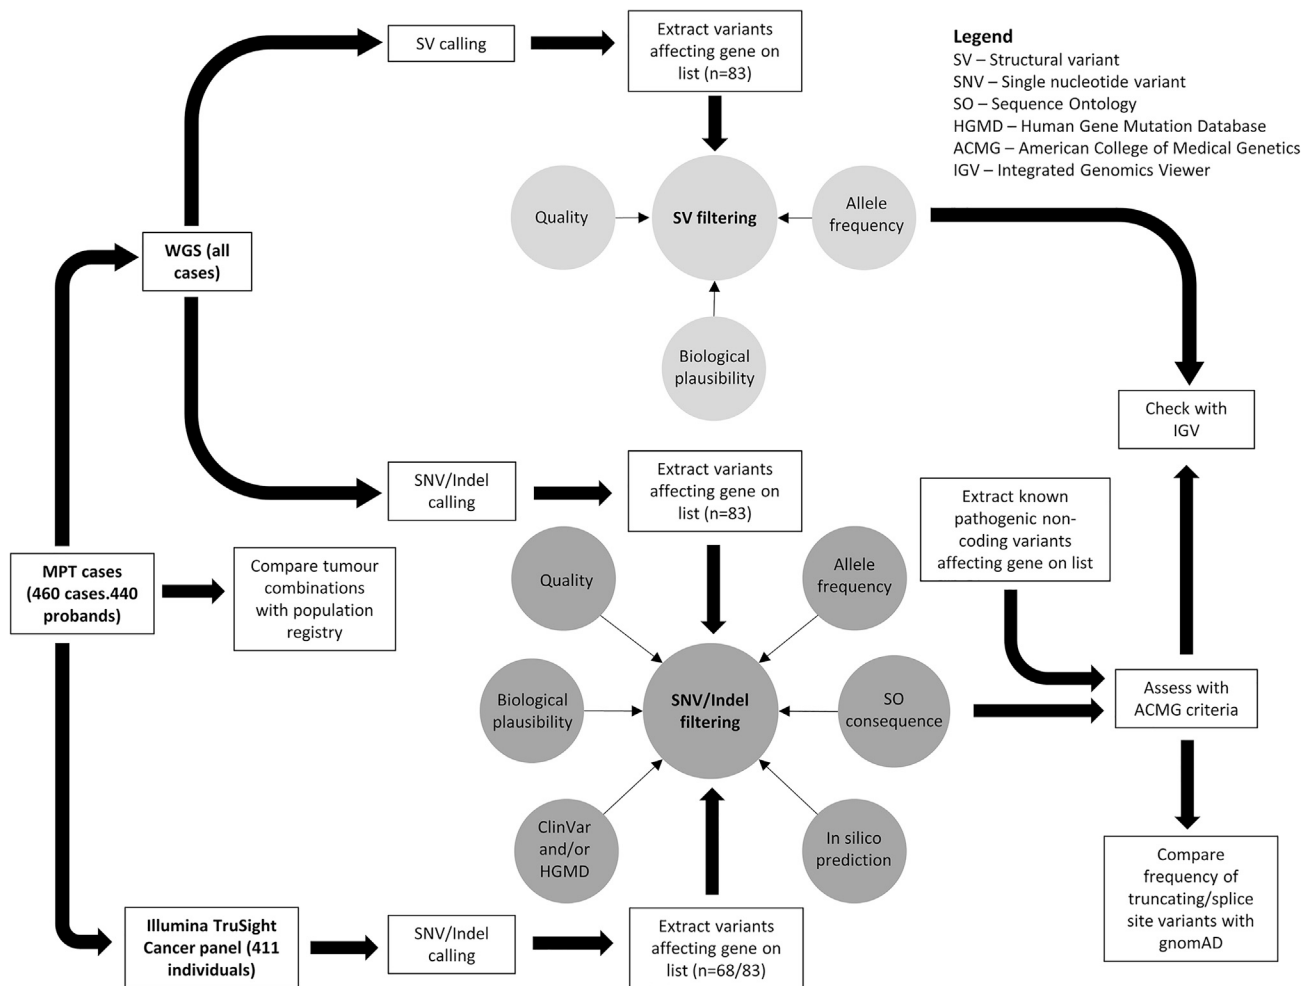 SV calling
Extract variants
affecting gene on
list (n=83)
Legend
SV – Structural variant
SNV – Single nucleotide variant
SO – Sequence Ontology
HGMD – Human Gene Mutation Database
ACMG – American College of Medical Genetics
IGV – Integrated Genomics Viewer
Quality
SV filtering
Allele
frequency
WGS (all
cases)
Biological
plausibility
Check with
IGV
SNV/Indel
calling
Extract variants
affecting gene on
list (n=83)
Extract known
pathogenic non-
coding variants
affecting gene on list
MPT cases
(460 cases.440
probands)
Compare tumour
combinations
with population
registry
Quality
Allele
frequency
Biological
plausibility
SNV/Indel
filtering
SO
consequence
Assess with
ACMG criteria
ClinVar
and/or
HGMD
In silico
prediction
Compare
frequency of
truncating/splice
site variants with
gnomAD
Illumina TruSight
Cancer panel (411
individuals)
SNV/Indel
calling
Extract variants
affecting gene on
list (n=68/83)